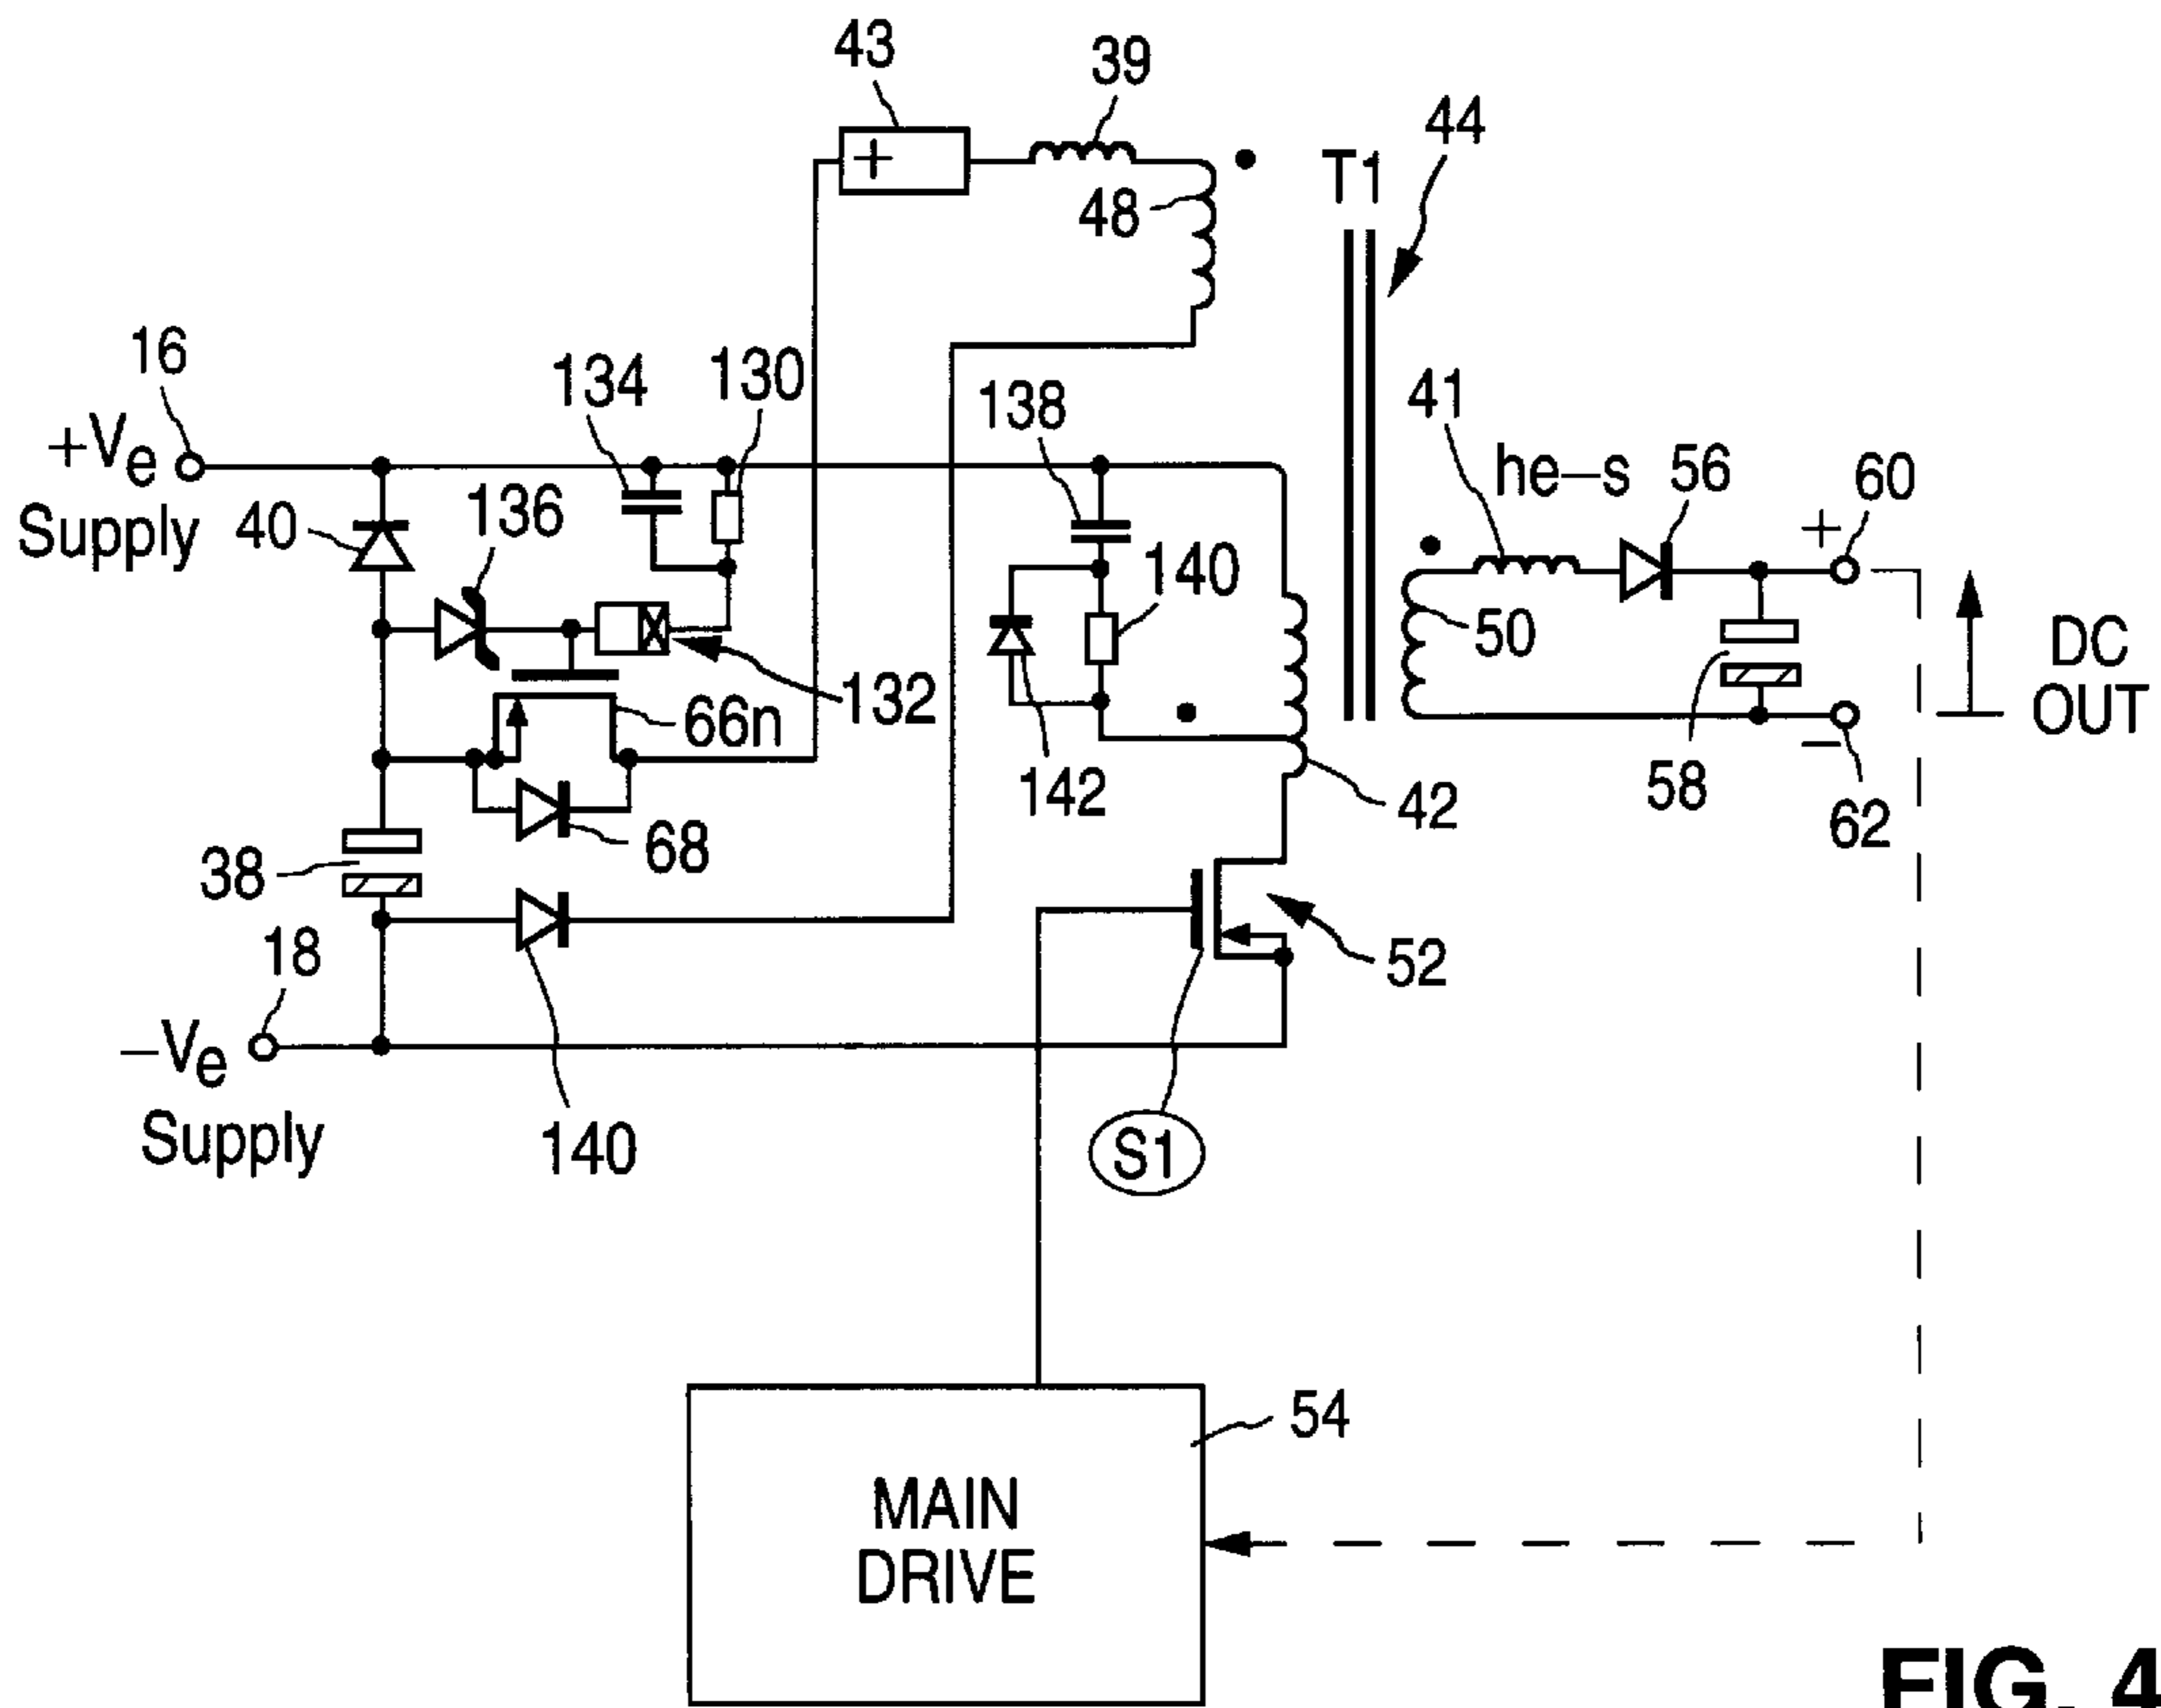 43
39
44
T1
48
16
134
130
138
41
+Ve
Supply
40
136
he-s
56
60
+
140
50
DC
OUT
132
66n
142
42
58
62
−
68
38
52
18
−Ve
Supply
140
S1
54
MAIN
DRIVE
FIG. 4